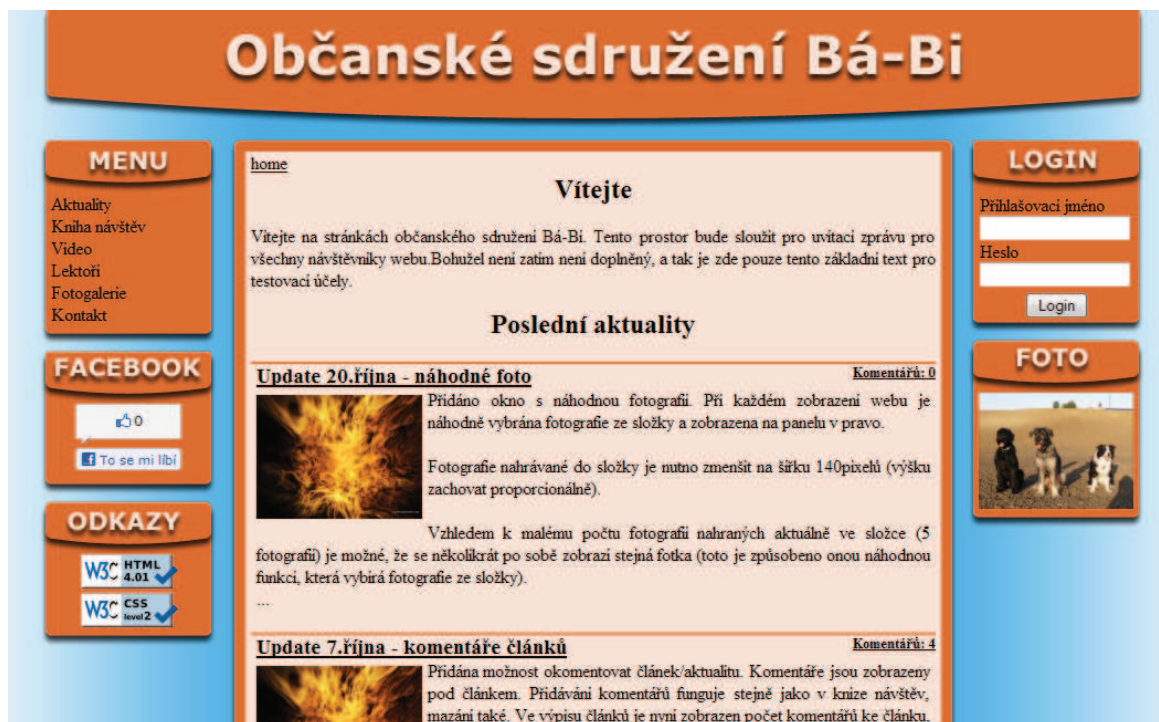 Občanské sdružení Bá-Bi
MENU
Aktuality
Kniha návštěv
Video
Lektoři
Fotogalerie
Kontakt
FACEBOOK
0
To se mi líbí
ODKAZY
W3C HTML 4.01
W3C CSS level2
home
Vítejte
Vítejte na stránkách občanského sdružení Bá-Bi. Tento prostor bude sloužit pro uvítací zprávu pro
všechny návštěvníky webu.Bohužel není zatím není doplněný, a tak je zde pouze tento základní text pro
testovací účely.
Poslední aktuality
Update 20.října - náhodné foto
Komentářů: 0
Přidáno okno s náhodnou fotografií. Při každém zobrazení webu je
náhodně vybrána fotografie ze složky a zobrazena na panelu v pravo.
Fotografie nahrávané do složky je nutno zmenšit na šířku 140pixelů (výšku
zachovat proporcionálně).
Vzhledem k malému počtu fotografií nahraných aktuálně ve složce (5
fotografií) je možné, že se několikrát po sobě zobrazí stejná fotka (toto je způsobeno onou náhodnou
funkcí, která vybírá fotografie ze složky).
...
Update 7.října - komentáře článků
Komentářů: 4
Přidána možnost okomentovat článek/aktualitu. Komentáře jsou zobrazeny
pod článkem. Přidávání komentářů funguje stejně jako v knize návštěv,
mazání také. Ve výpisu článků je nyní zobrazen počet komentářů ke článku.
LOGIN
Přihlašovací jméno
Heslo
Login
FOTO